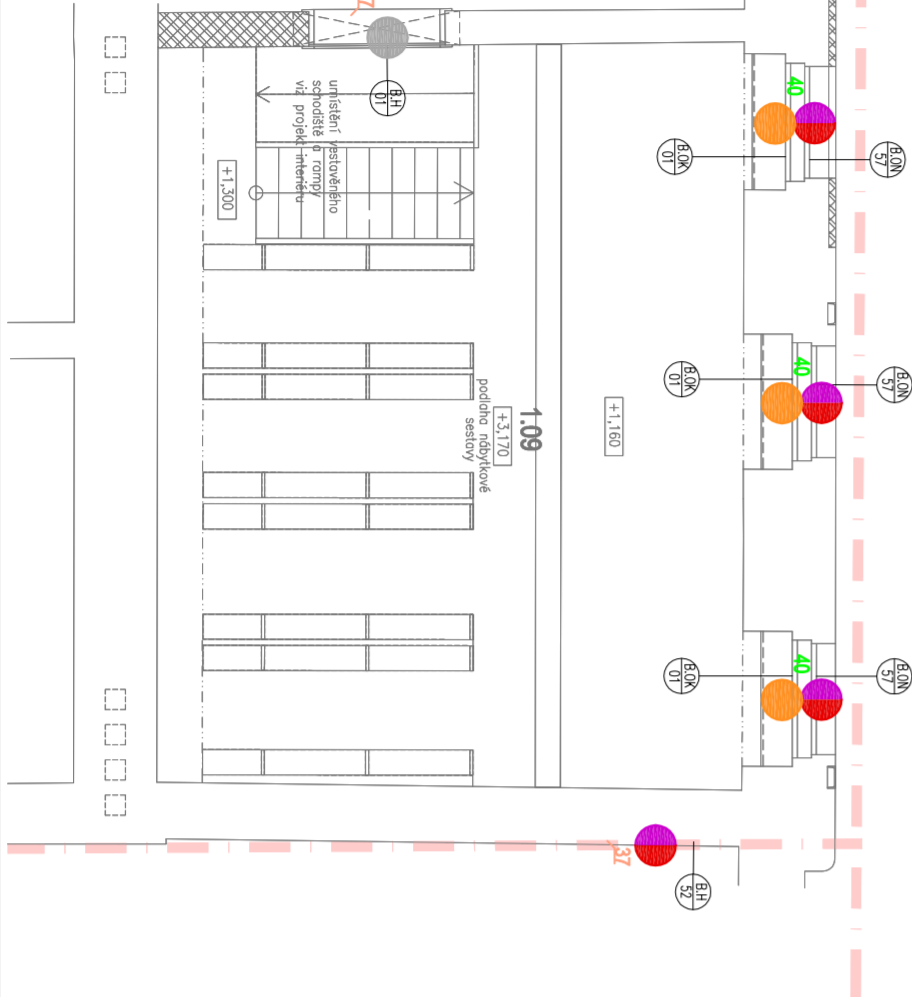 40
B.ON
57
B.OK
01
B.H
01
umístění vestavěného
schodiště a rampy
viz projekt interiéru
+1,300
40
B.ON
57
B.OK
01
1.09
+3,170
podlaha nábytkové
sestavy
+1,160
40
B.ON
57
B.OK
01
37
B.H
52